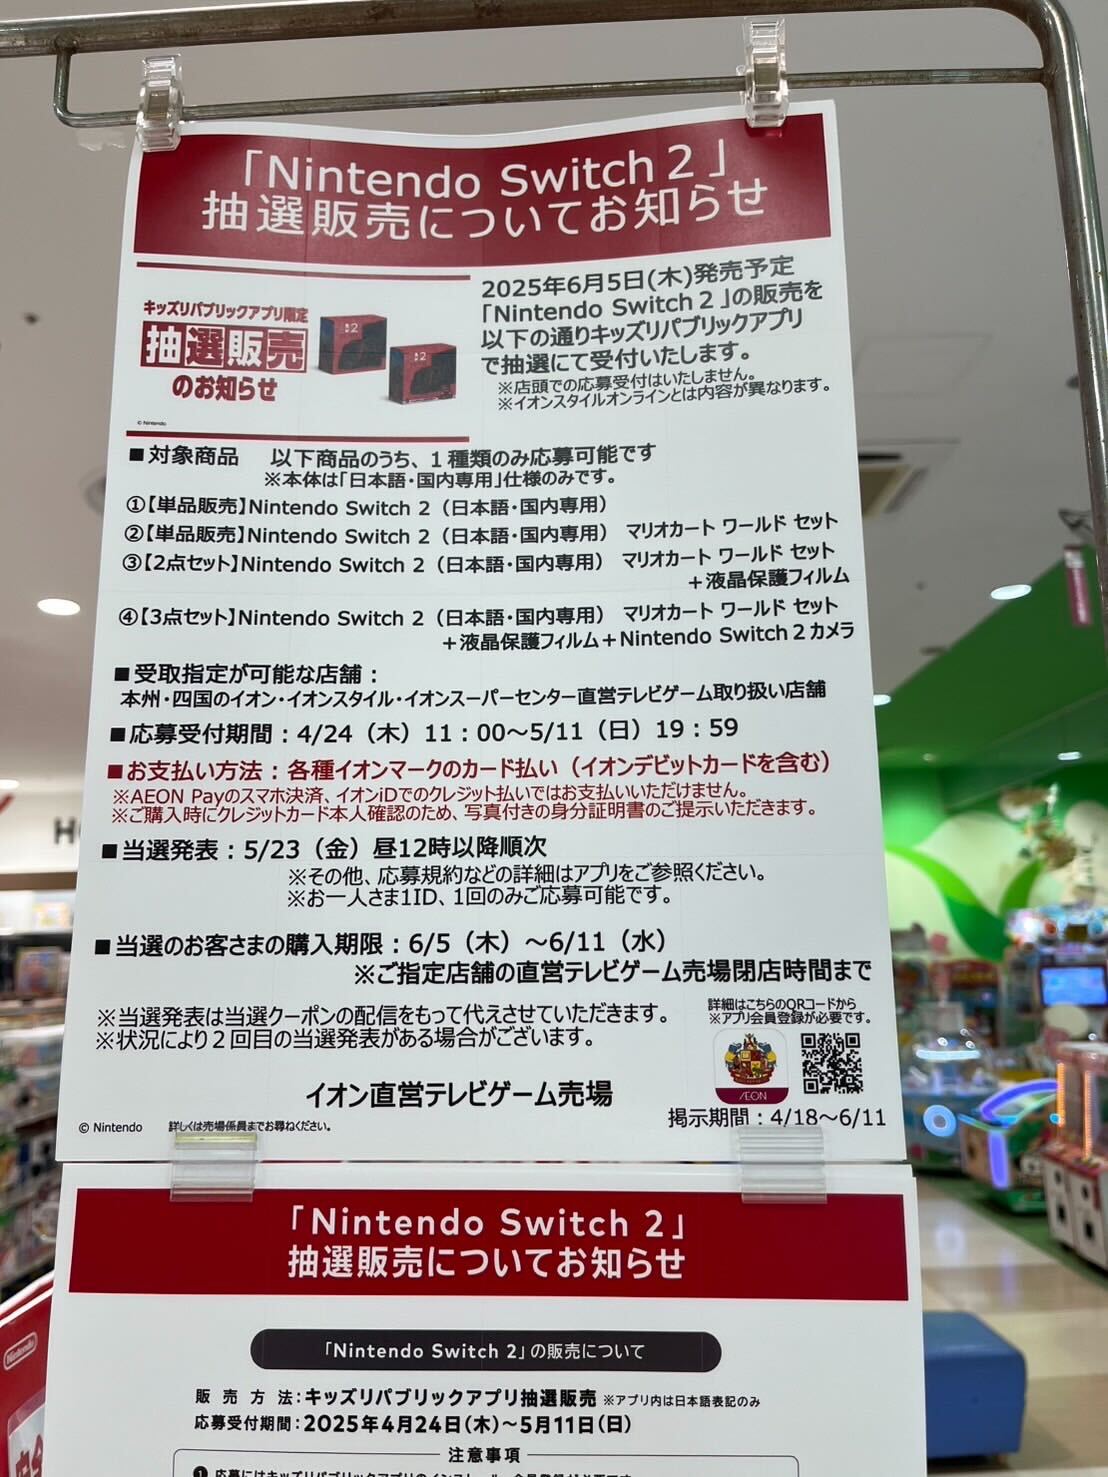 「Nintendo Switch 2」
抽選販売についてお知らせ
キッズリパブリックアプリ限定
抽選販売
のお知らせ
© Nintendo
2025年6月5日(木)発売予定
「Nintendo Switch 2」の販売を
以下の通りキッズリパブリックアプリ
で抽選にて受付いたします。
※店頭での応募受付はいたしません。
※イオンスタイルオンラインとは内容が異なります。
■対象商品 以下商品のうち、1種類のみ応募可能です
※本体は「日本語・国内専用」仕様のみです。
①【単品販売】Nintendo Switch 2（日本語・国内専用）
②【単品販売】Nintendo Switch 2（日本語・国内専用） マリオカート ワールド セット
③【2点セット】Nintendo Switch 2（日本語・国内専用） マリオカート ワールド セット
＋液晶保護フィルム
④【3点セット】Nintendo Switch 2（日本語・国内専用） マリオカート ワールド セット
＋液晶保護フィルム＋Nintendo Switch 2 カメラ
■受取指定が可能な店舗：
本州・四国のイオン・イオンスタイル・イオンスーパーセンター直営テレビゲーム取り扱い店舗
■応募受付期間：4/24（木）11：00～5/11（日）19：59
■お支払い方法：各種イオンマークのカード払い（イオンデビットカードを含む）
※AEON Payのスマホ決済、イオンiDでのクレジット払いではお支払いいただけません。
※ご購入時にクレジットカード本人確認のため、写真付きの身分証明書のご提示いただきます。
■当選発表：5/23（金）昼12時以降順次
※その他、応募規約などの詳細はアプリをご参照ください。
※お一人さま1ID、1回のみご応募可能です。
■当選のお客さまの購入期限：6/5（木）～6/11（水）
※ご指定店舗の直営テレビゲーム売場閉店時間まで
※当選発表は当選クーポンの配信をもって代えさせていただきます。
※状況により2回目の当選発表がある場合がございます。
詳細はこちらのQRコードから
※アプリ会員登録が必要です。
ÆON
イオン直営テレビゲーム売場
掲示期間：4/18～6/11
© Nintendo 詳しくは売場係員までお尋ねください。
「Nintendo Switch 2」
抽選販売についてお知らせ
「Nintendo Switch 2」の販売について
販売方法：キッズリパブリックアプリ抽選販売 ※アプリ内は日本語表記のみ
応募受付期間：2025年4月24日(木)～5月11日(日)
注意事項
Nintendo